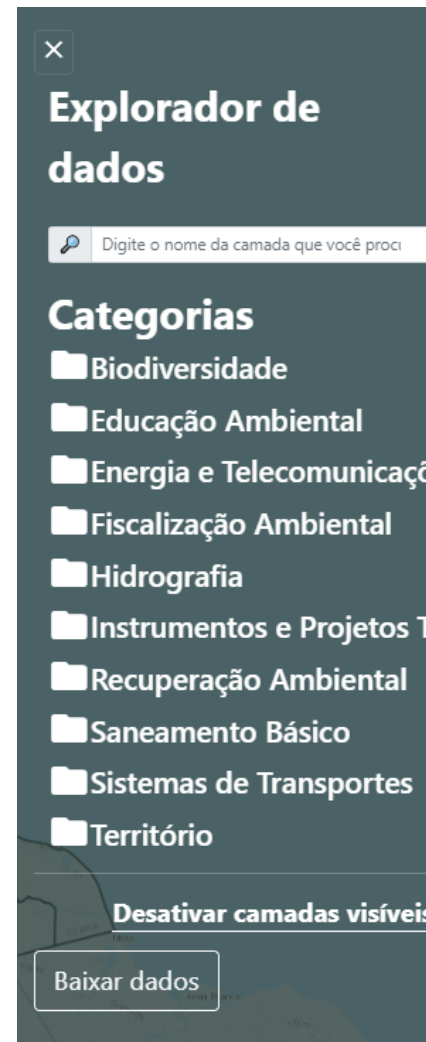 Explorador de
dados
Digite o nome da camada que você procu
Categorias
Biodiversidade
Educação Ambiental
Energia e Telecomunicaçõ
Fiscalização Ambiental
Hidrografia
Instrumentos e Projetos T
Recuperação Ambiental
Saneamento Básico
Sistemas de Transportes
Território
Desativar camadas visíveis
Baixar dados